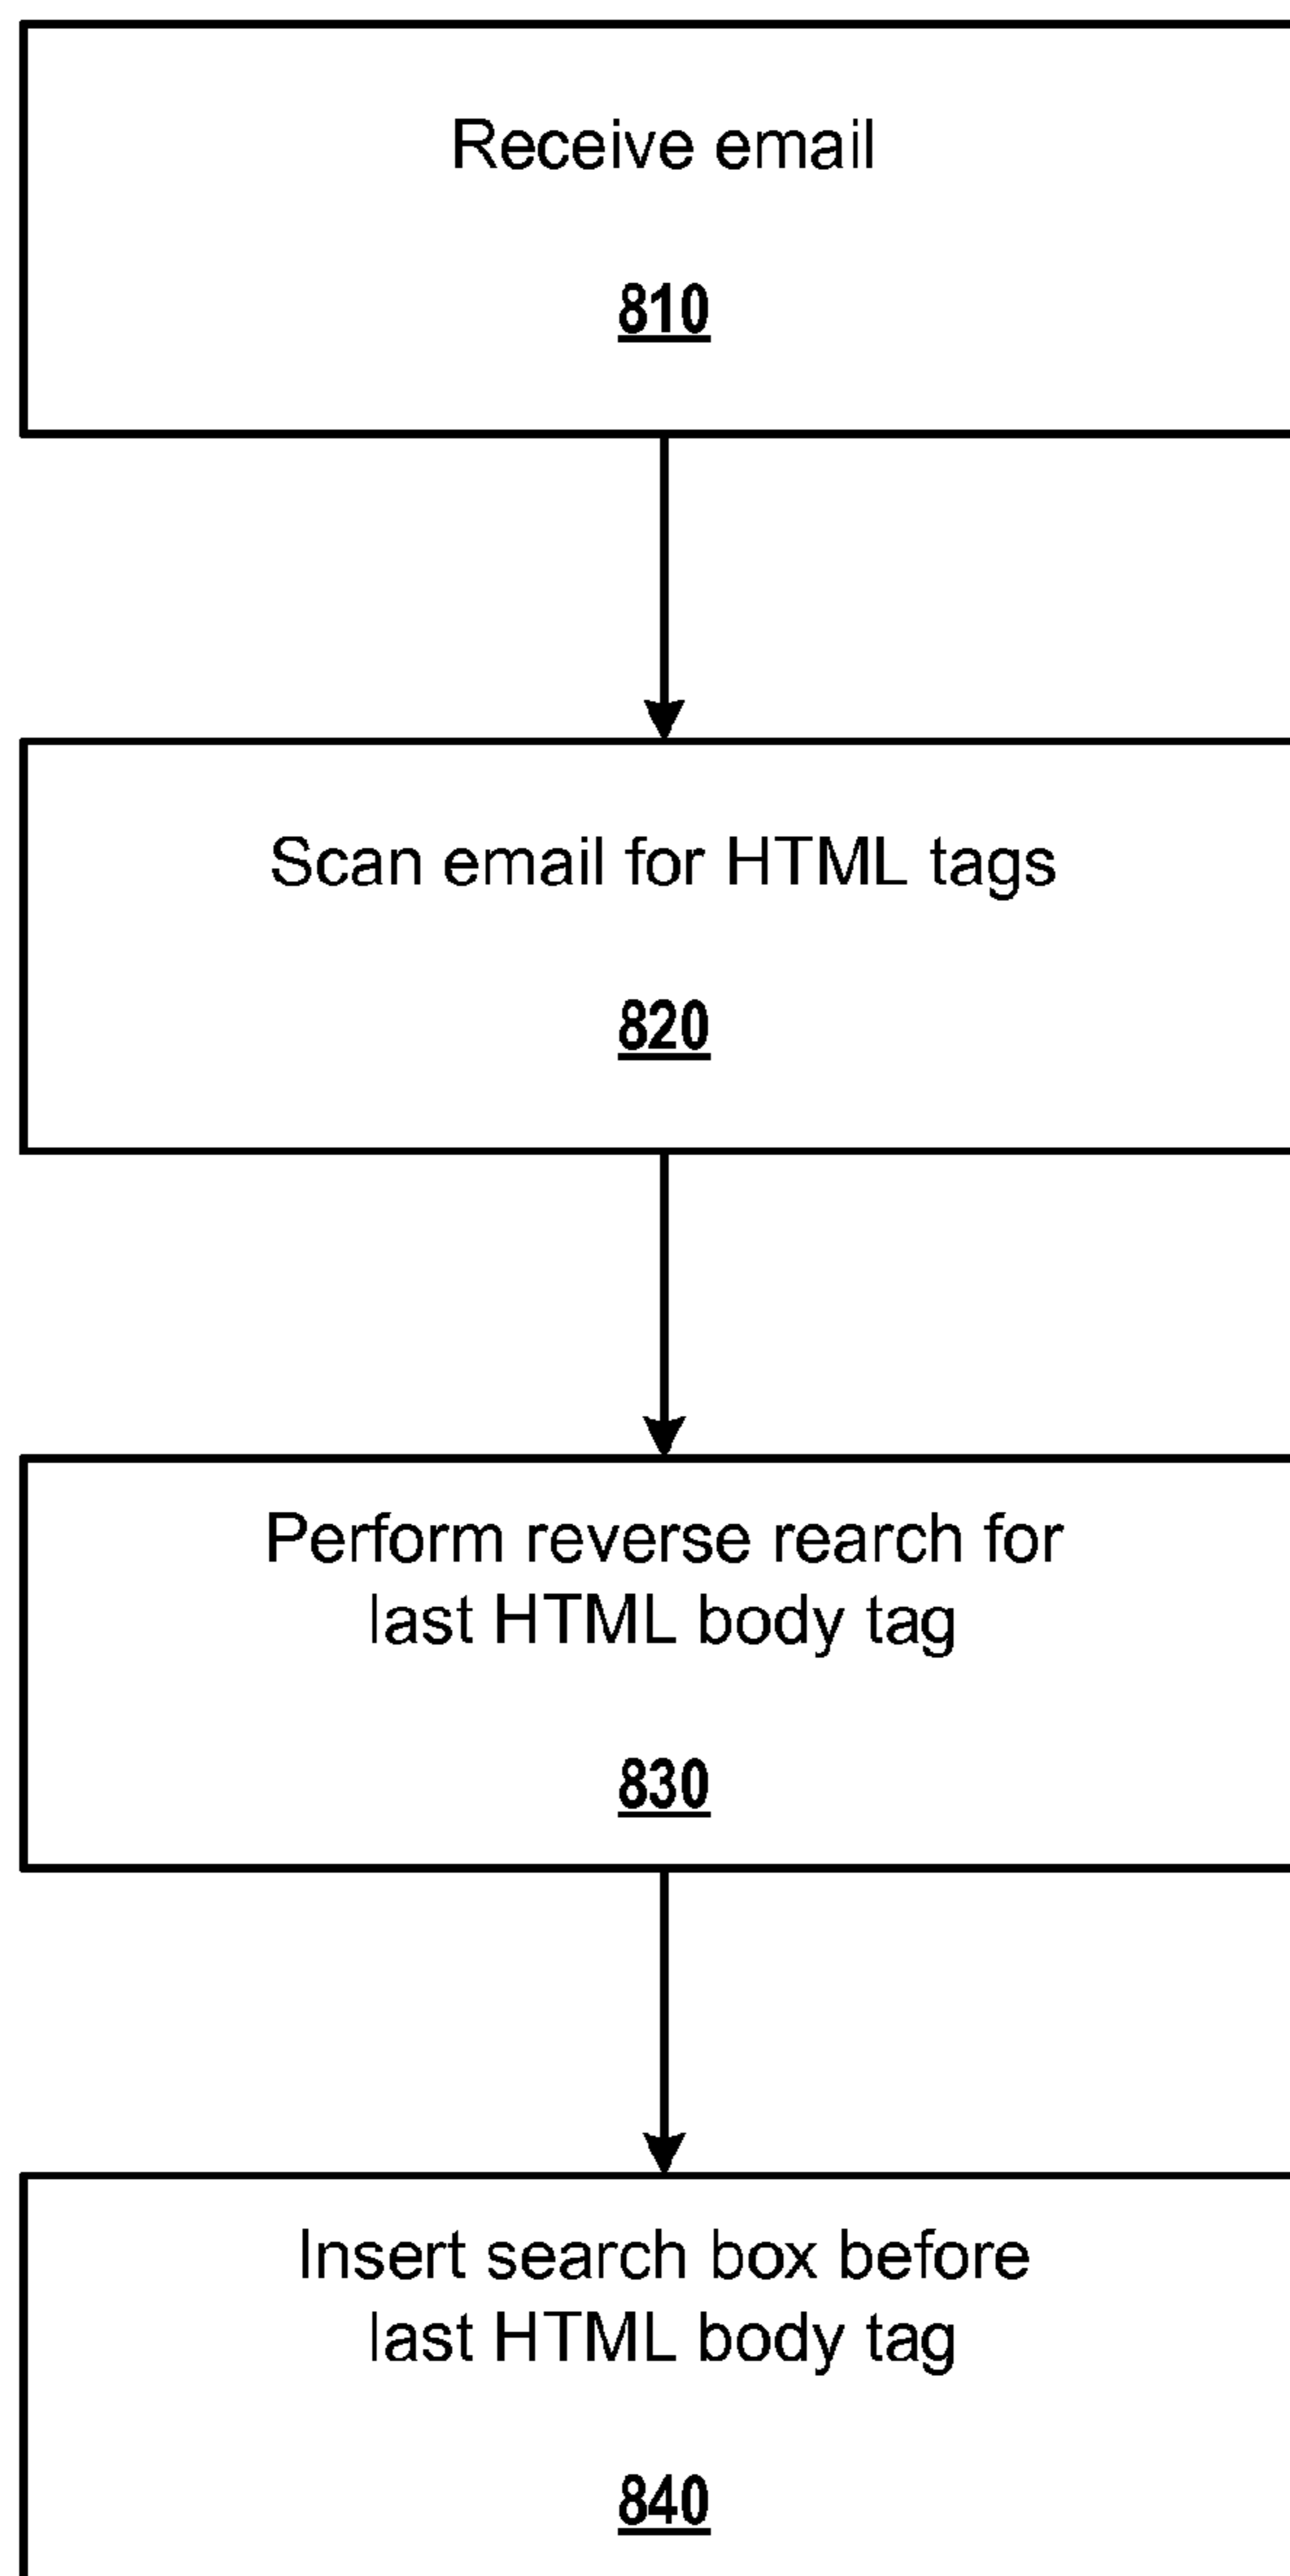 Receive email
810
Scan email for HTML tags
820
Perform reverse rearch for
last HTML body tag
830
Insert search box before
last HTML body tag
840